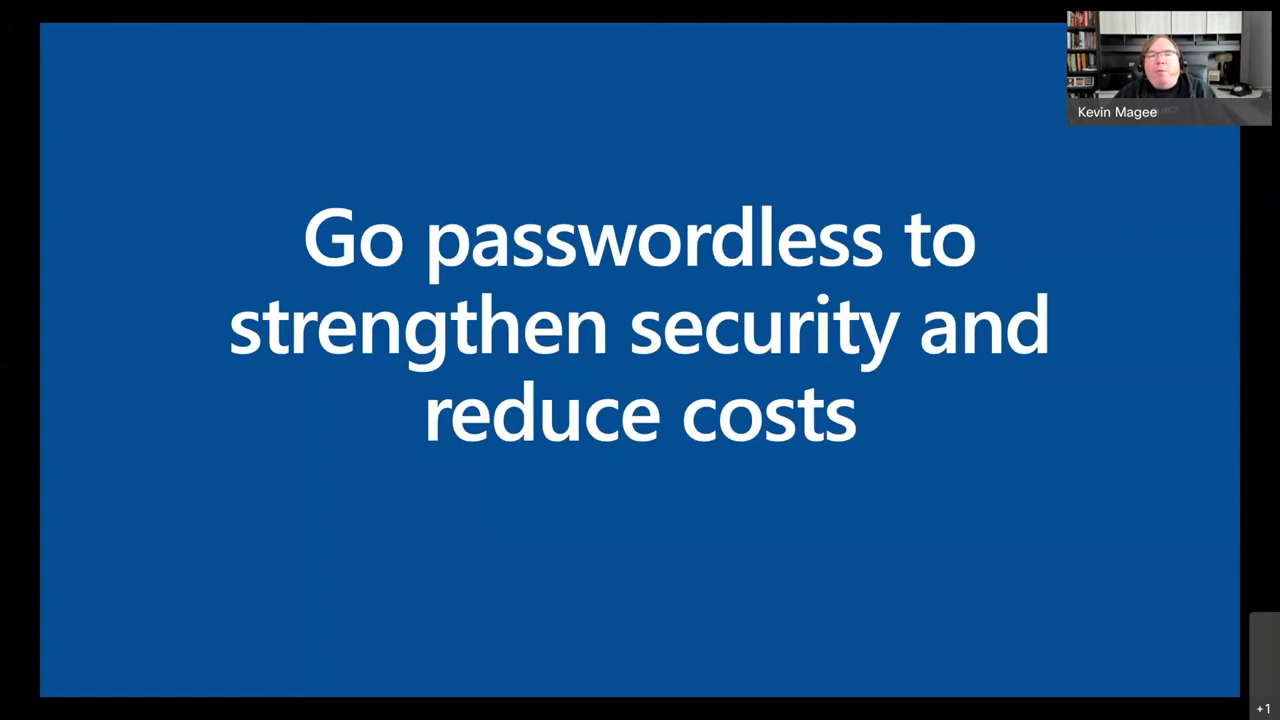 Kevin Magee
Go passwordless to
strengthen security and
reduce costs
+1